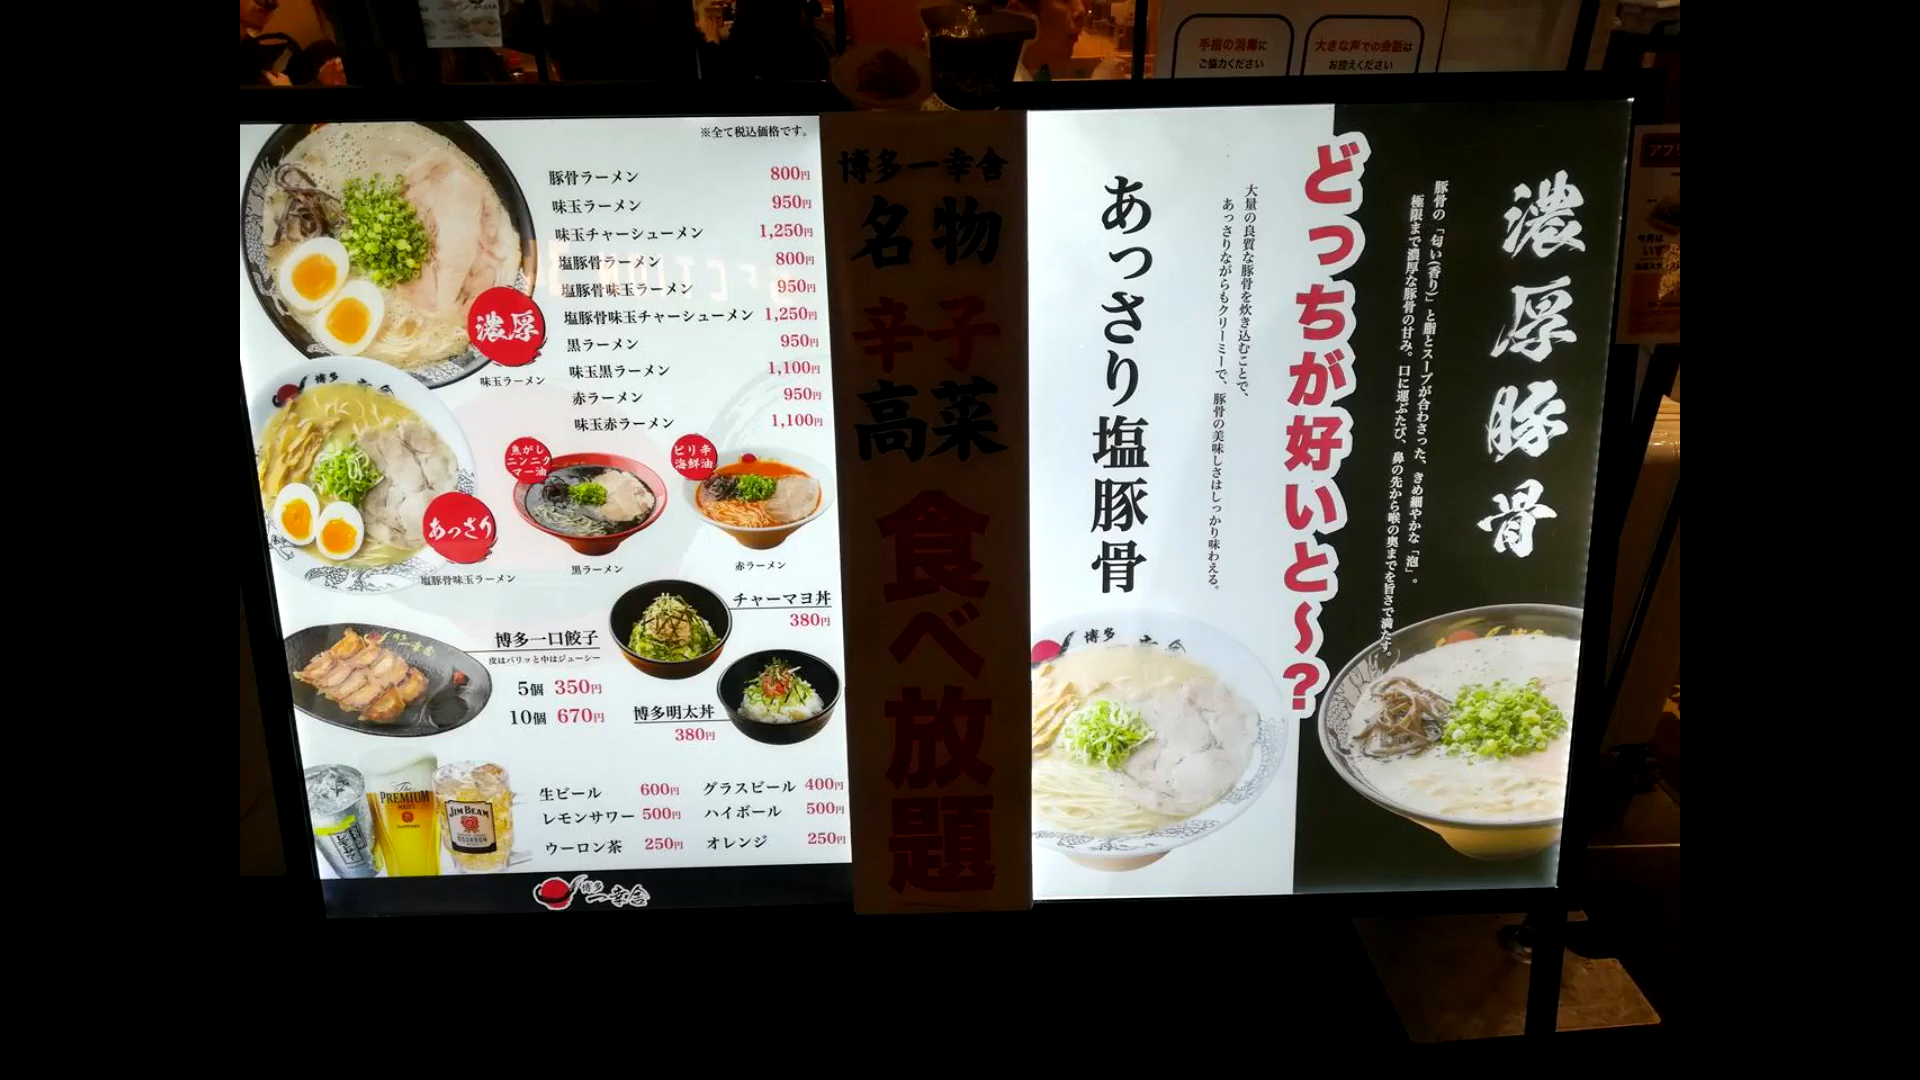 手指の消毒に
ご協力ください
大きな声での会話は
お控えください
※全て税込価格です。
豚骨ラーメン 800円
味玉ラーメン 950円
味玉チャーシューメン 1,250円
塩豚骨ラーメン 800円
塩豚骨味玉ラーメン 950円
塩豚骨味玉チャーシューメン 1,250円
黒ラーメン 950円
味玉黒ラーメン 1,100円
赤ラーメン 950円
味玉赤ラーメン 1,100円
濃厚
味玉ラーメン
博多
あっさり
塩豚骨味玉ラーメン
焦がし
ニンニク
マー油
黒ラーメン
ピリ辛
海鮮油
赤ラーメン
チャーマヨ丼
380円
博多一口餃子
皮はパリッと中はジューシー
5個 350円
10個 670円
博多明太丼
380円
The
PREMIUM
MALT'S
SUNTORY
JIM BEAM
BOURBON
生ビール 600円 グラスビール 400円
レモンサワー 500円 ハイボール 500円
ウーロン茶 250円 オレンジ 250円
博多
一幸舎
博多一幸舎
名物
辛子
高菜
食べ放題
濃厚豚骨
豚骨の「匂い(香り)」と脂とスープが合わさった、きめ細やかな「泡」。
極限まで濃厚な豚骨の甘み。口に運ぶたび、鼻の先から喉の奥までを旨さで満たす。
どっちが好いと〜?
大量の良質な豚骨を炊き込むことで、
あっさりながらもクリーミーで、豚骨の美味しさはしっかり味わえる。
あっさり塩豚骨
博多
アプリ
今月は